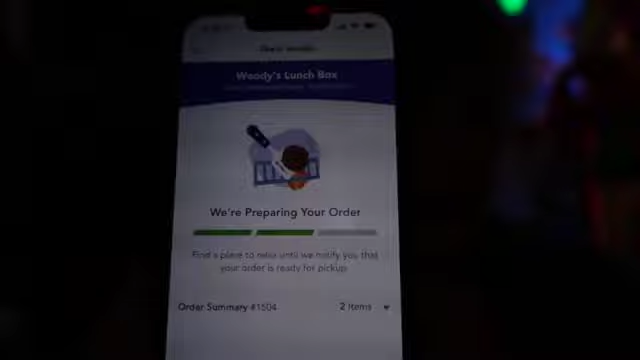 Woody's Lunch Box
We're Preparing Your Order
Find a place to relax until we notify you that
your order is ready for pickup.
Order Summary #1504
2 Items